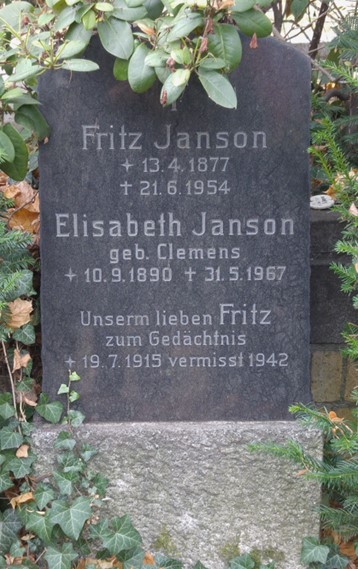 Fritz Janson
+ 13.4.1877
† 21.6.1954
Elisabeth Janson
geb. Clemens
+ 10.9.1890 + 31.5.1967
Unserm lieben Fritz
zum Gedächtnis
+ 19.7.1915 vermisst 1942